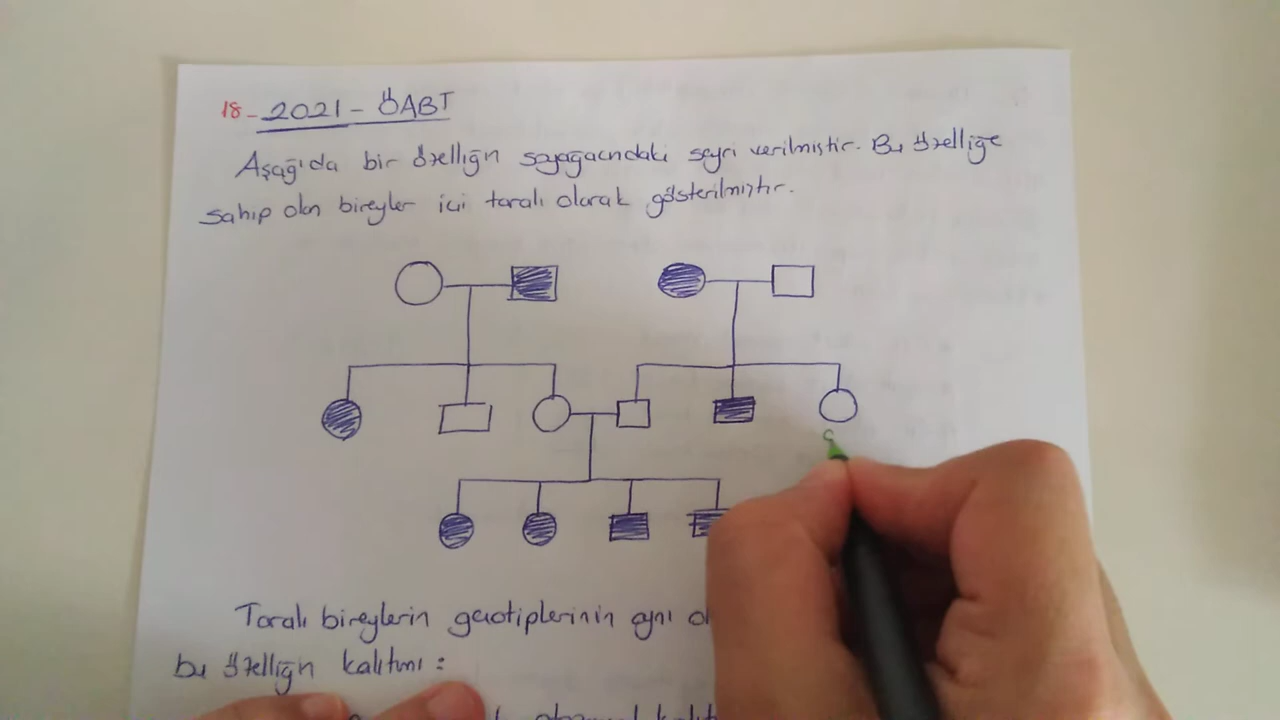 18- 2021 - ÖABT
Aşağıda bir özelliğin soyağacındaki seyri verilmiştir. Bu özelliğe
sahip olan bireyler içi taralı olarak gösterilmiştir.
Taralı bireylerin genotiplerinin aynı
bu özelliğin kalıtımı :